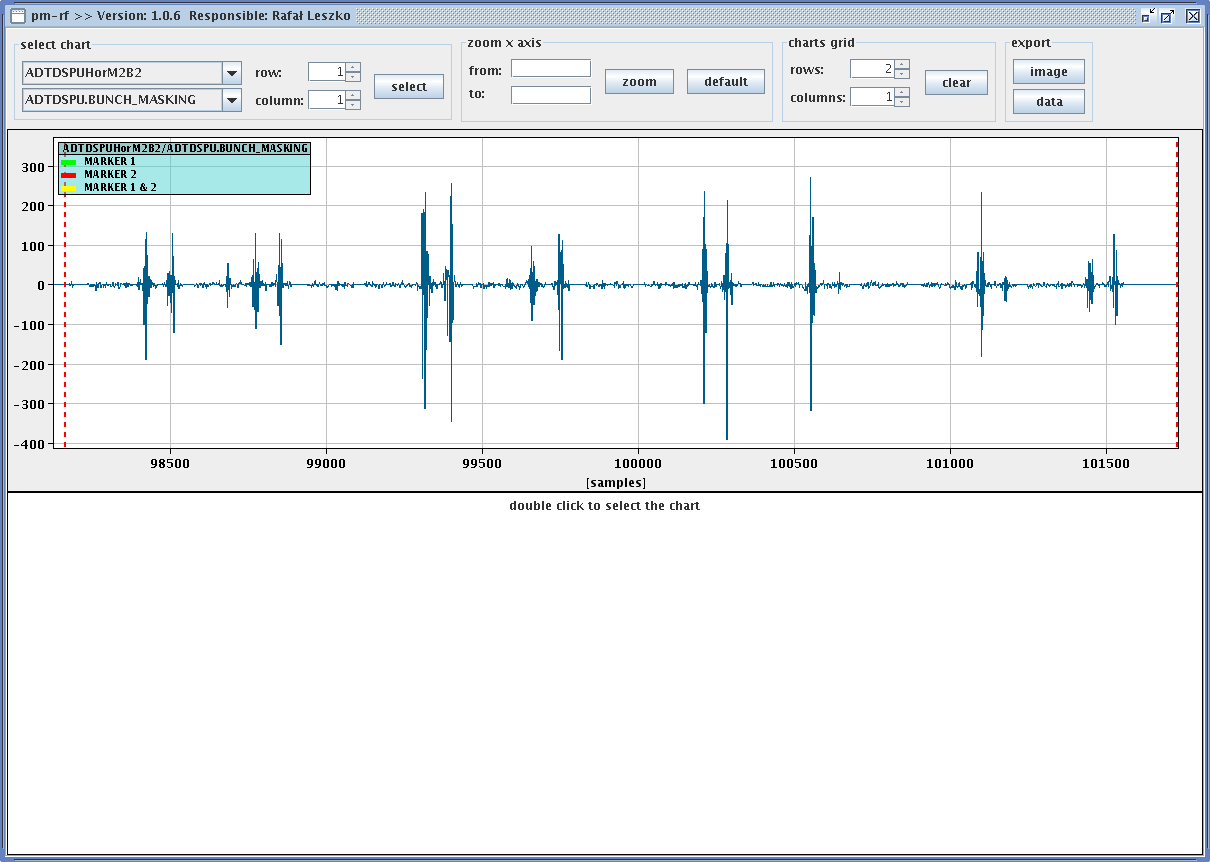 pm-rf >> Version: 1.0.6 Responsible: Rafał Leszko
select chart
ADTDSPUHorM2B2
ADTDSPU.BUNCH_MASKING
row: 1
column: 1
select
zoom x axis
from:
to:
zoom
default
charts grid
rows: 2
columns: 1
clear
export
image
data
ADTDSPUHorM2B2/ADTDSPU.BUNCH_MASKING
MARKER 1
MARKER 2
MARKER 1 & 2
300
200
100
0
-100
-200
-300
-400
98500 99000 99500 100000 100500 101000 101500
[samples]
double click to select the chart